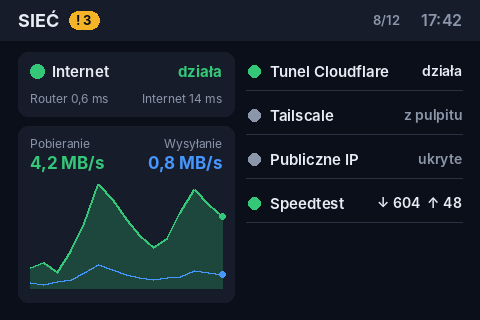 SIEĆ ! 3 8/12 17:42
Internet działa
Router 0,6 ms Internet 14 ms
Pobieranie Wysyłanie
4,2 MB/s 0,8 MB/s
Tunel Cloudflare działa
Tailscale z pulpitu
Publiczne IP ukryte
Speedtest ↓ 604 ↑ 48